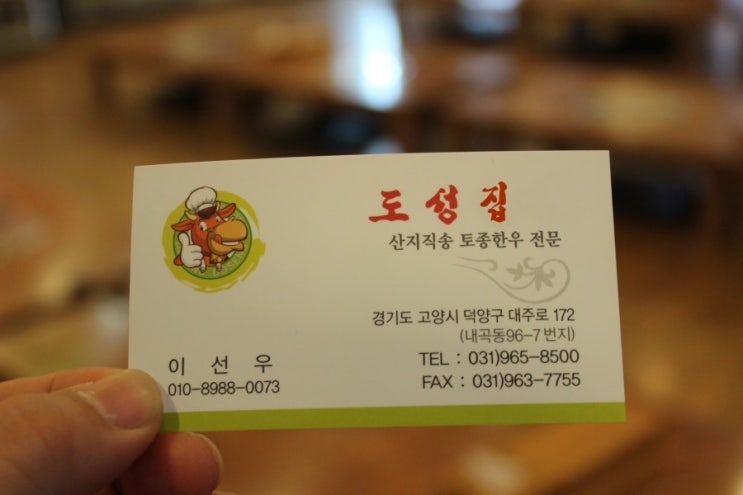 도성집
산지직송 토종한우 전문
경기도 고양시 덕양구 대주로 172
(내곡동96-7번지)
TEL : 031)965-8500
FAX : 031)963-7755
이 선 우
010-8988-0073